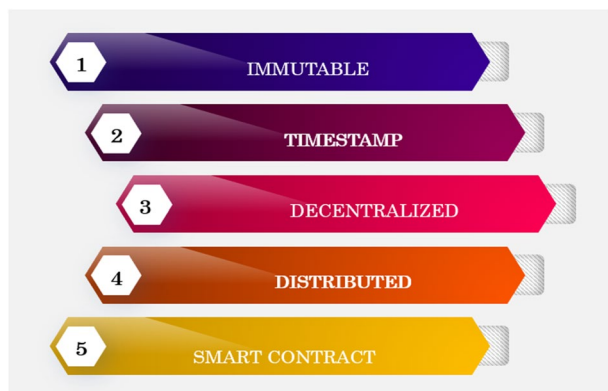 1
IMMUTABLE
2
TIMESTAMP
3
DECENTRALIZED
4
DISTRIBUTED
5
SMART CONTRACT